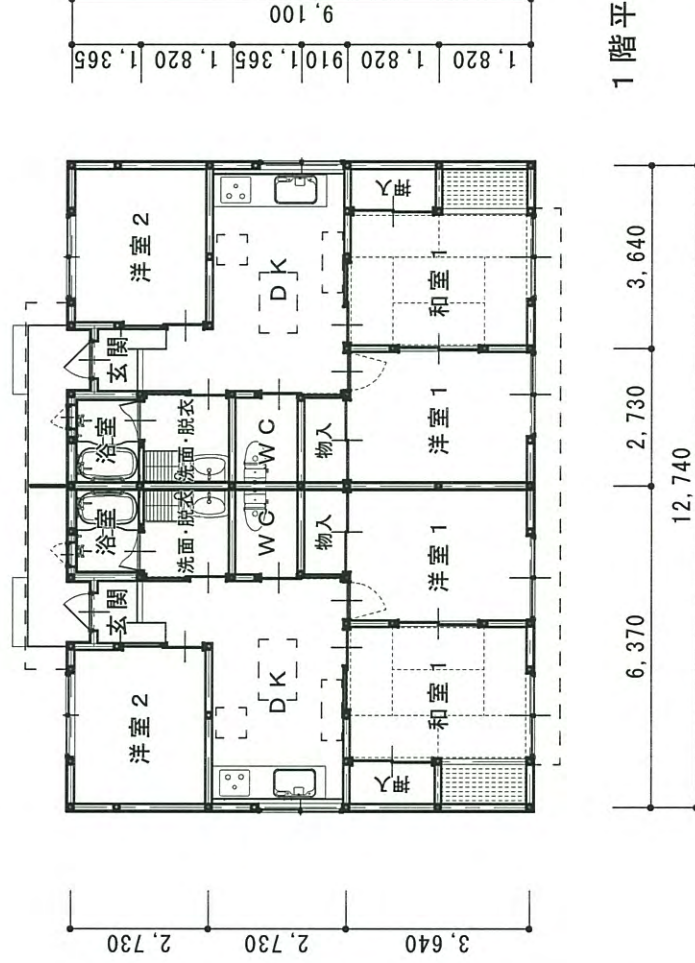 9,100
1,365
1,820
1,365
910
1,820
1,820
1階平
洋室2
玄関
浴室
浴室
玄関
洋室2
洗面・脱衣
洗面・脱衣
DK
WC
WC
DK
物入
物入
押入
和室1
洋室1
洋室1
和室1
押入
2,730
2,730
3,640
6,370
2,730
3,640
12,740